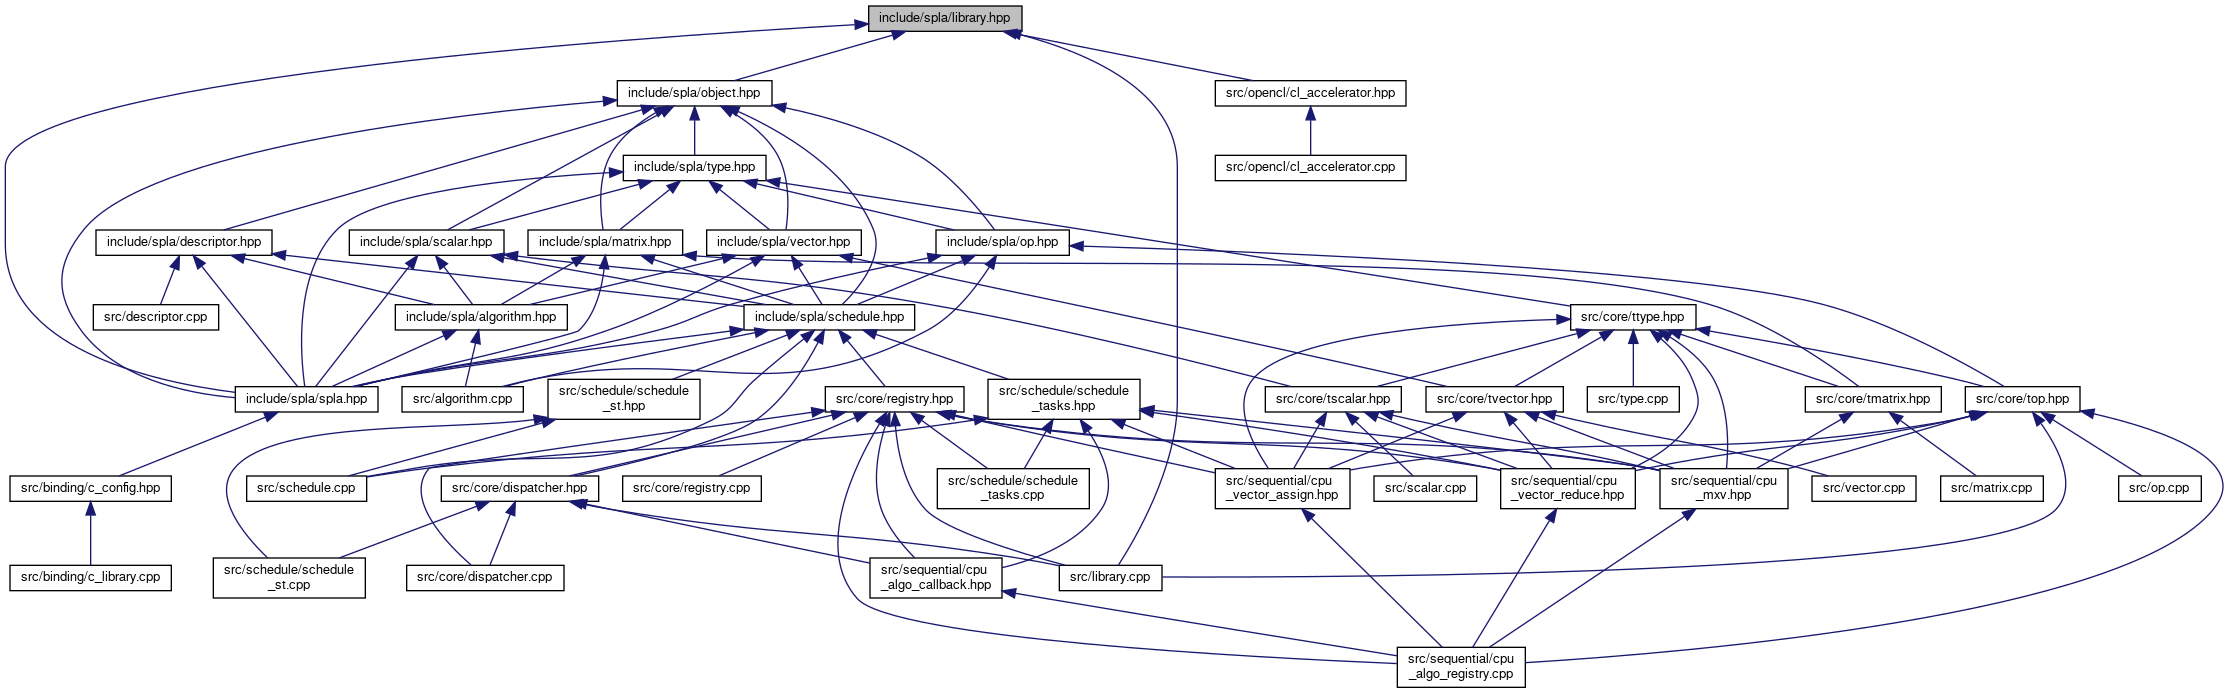 include/spla/library.hpp
include/spla/object.hpp
src/opencl/cl_accelerator.hpp
include/spla/type.hpp
src/opencl/cl_accelerator.cpp
include/spla/descriptor.hpp
include/spla/scalar.hpp
include/spla/matrix.hpp
include/spla/vector.hpp
include/spla/op.hpp
src/descriptor.cpp
include/spla/algorithm.hpp
include/spla/schedule.hpp
src/core/ttype.hpp
include/spla/spla.hpp
src/algorithm.cpp
src/schedule/schedule
_st.hpp
src/core/registry.hpp
src/schedule/schedule
_tasks.hpp
src/core/tscalar.hpp
src/core/tvector.hpp
src/type.cpp
src/core/tmatrix.hpp
src/core/top.hpp
src/binding/c_config.hpp
src/schedule.cpp
src/core/dispatcher.hpp
src/core/registry.cpp
src/schedule/schedule
_tasks.cpp
src/sequential/cpu
_vector_assign.hpp
src/scalar.cpp
src/sequential/cpu
_vector_reduce.hpp
src/sequential/cpu
_mxv.hpp
src/vector.cpp
src/matrix.cpp
src/op.cpp
src/binding/c_library.cpp
src/schedule/schedule
_st.cpp
src/core/dispatcher.cpp
src/sequential/cpu
_algo_callback.hpp
src/library.cpp
src/sequential/cpu
_algo_registry.cpp